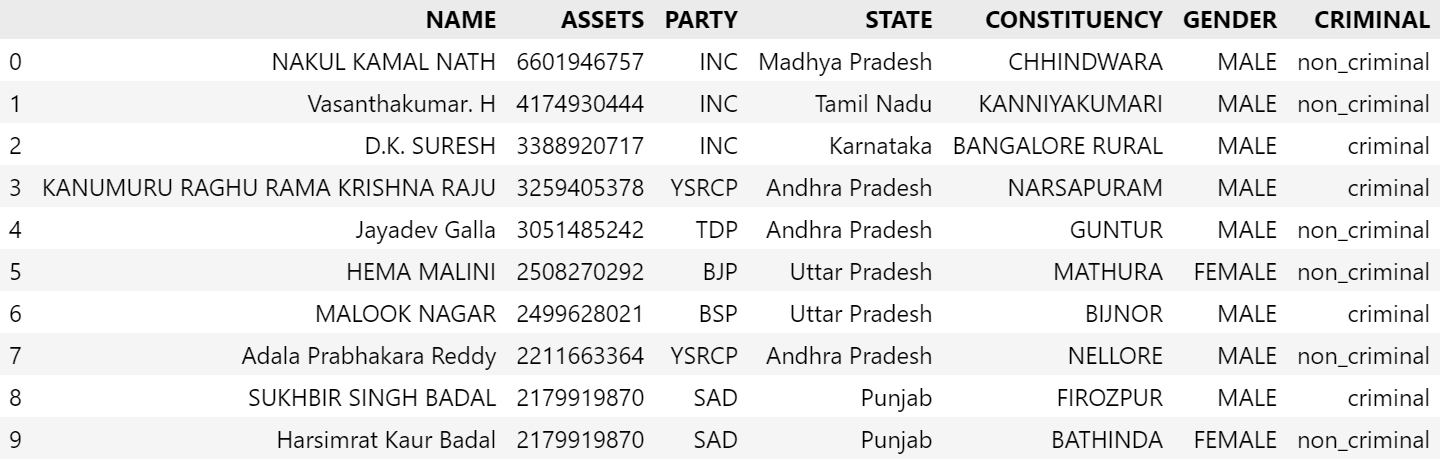 NAME ASSETS PARTY STATE CONSTITUENCY GENDER CRIMINAL
0 NAKUL KAMAL NATH 6601946757 INC Madhya Pradesh CHHINDWARA MALE non_criminal
1 Vasanthakumar. H 4174930444 INC Tamil Nadu KANNIYAKUMARI MALE non_criminal
2 D.K. SURESH 3388920717 INC Karnataka BANGALORE RURAL MALE criminal
3 KANUMURU RAGHU RAMA KRISHNA RAJU 3259405378 YSRCP Andhra Pradesh NARSAPURAM MALE criminal
4 Jayadev Galla 3051485242 TDP Andhra Pradesh GUNTUR MALE non_criminal
5 HEMA MALINI 2508270292 BJP Uttar Pradesh MATHURA FEMALE non_criminal
6 MALOOK NAGAR 2499628021 BSP Uttar Pradesh BIJNOR MALE criminal
7 Adala Prabhakara Reddy 2211663364 YSRCP Andhra Pradesh NELLORE MALE non_criminal
8 SUKHBIR SINGH BADAL 2179919870 SAD Punjab FIROZPUR MALE criminal
9 Harsimrat Kaur Badal 2179919870 SAD Punjab BATHINDA FEMALE non_criminal